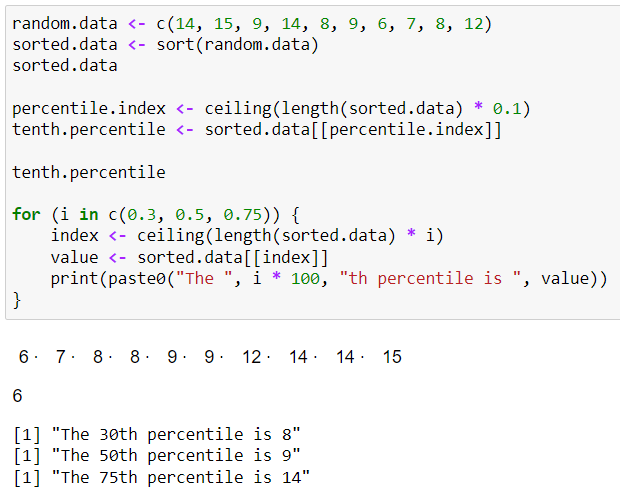 random.data <- c(14, 15, 9, 14, 8, 9, 6, 7, 8, 12)
sorted.data <- sort(random.data)
sorted.data
percentile.index <- ceiling(length(sorted.data) * 0.1)
tenth.percentile <- sorted.data[[percentile.index]]
tenth.percentile
for (i in c(0.3, 0.5, 0.75)) {
    index <- ceiling(length(sorted.data) * i)
    value <- sorted.data[[index]]
    print(paste0("The ", i * 100, "th percentile is ", value))
}
6 · 7 · 8 · 8 · 9 · 9 · 12 · 14 · 14 · 15
6
[1] "The 30th percentile is 8"
[1] "The 50th percentile is 9"
[1] "The 75th percentile is 14"